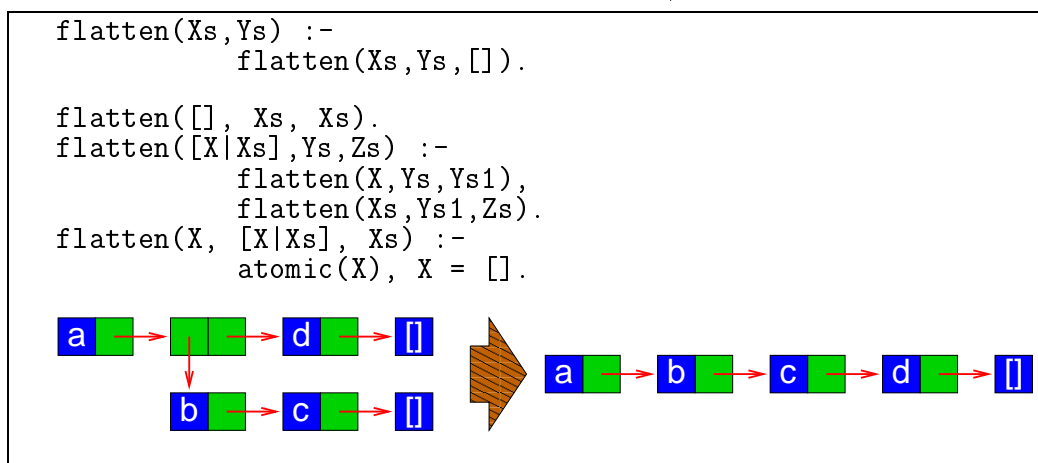 flatten(Xs,Ys) :-
flatten(Xs,Ys,[]).
flatten([], Xs, Xs).
flatten([X|Xs],Ys,Zs) :-
flatten(X,Ys,Ys1),
flatten(Xs,Ys1,Zs).
flatten(X, [X|Xs], Xs) :-
atomic(X), X = [].
a d []
b c []
a b c d []